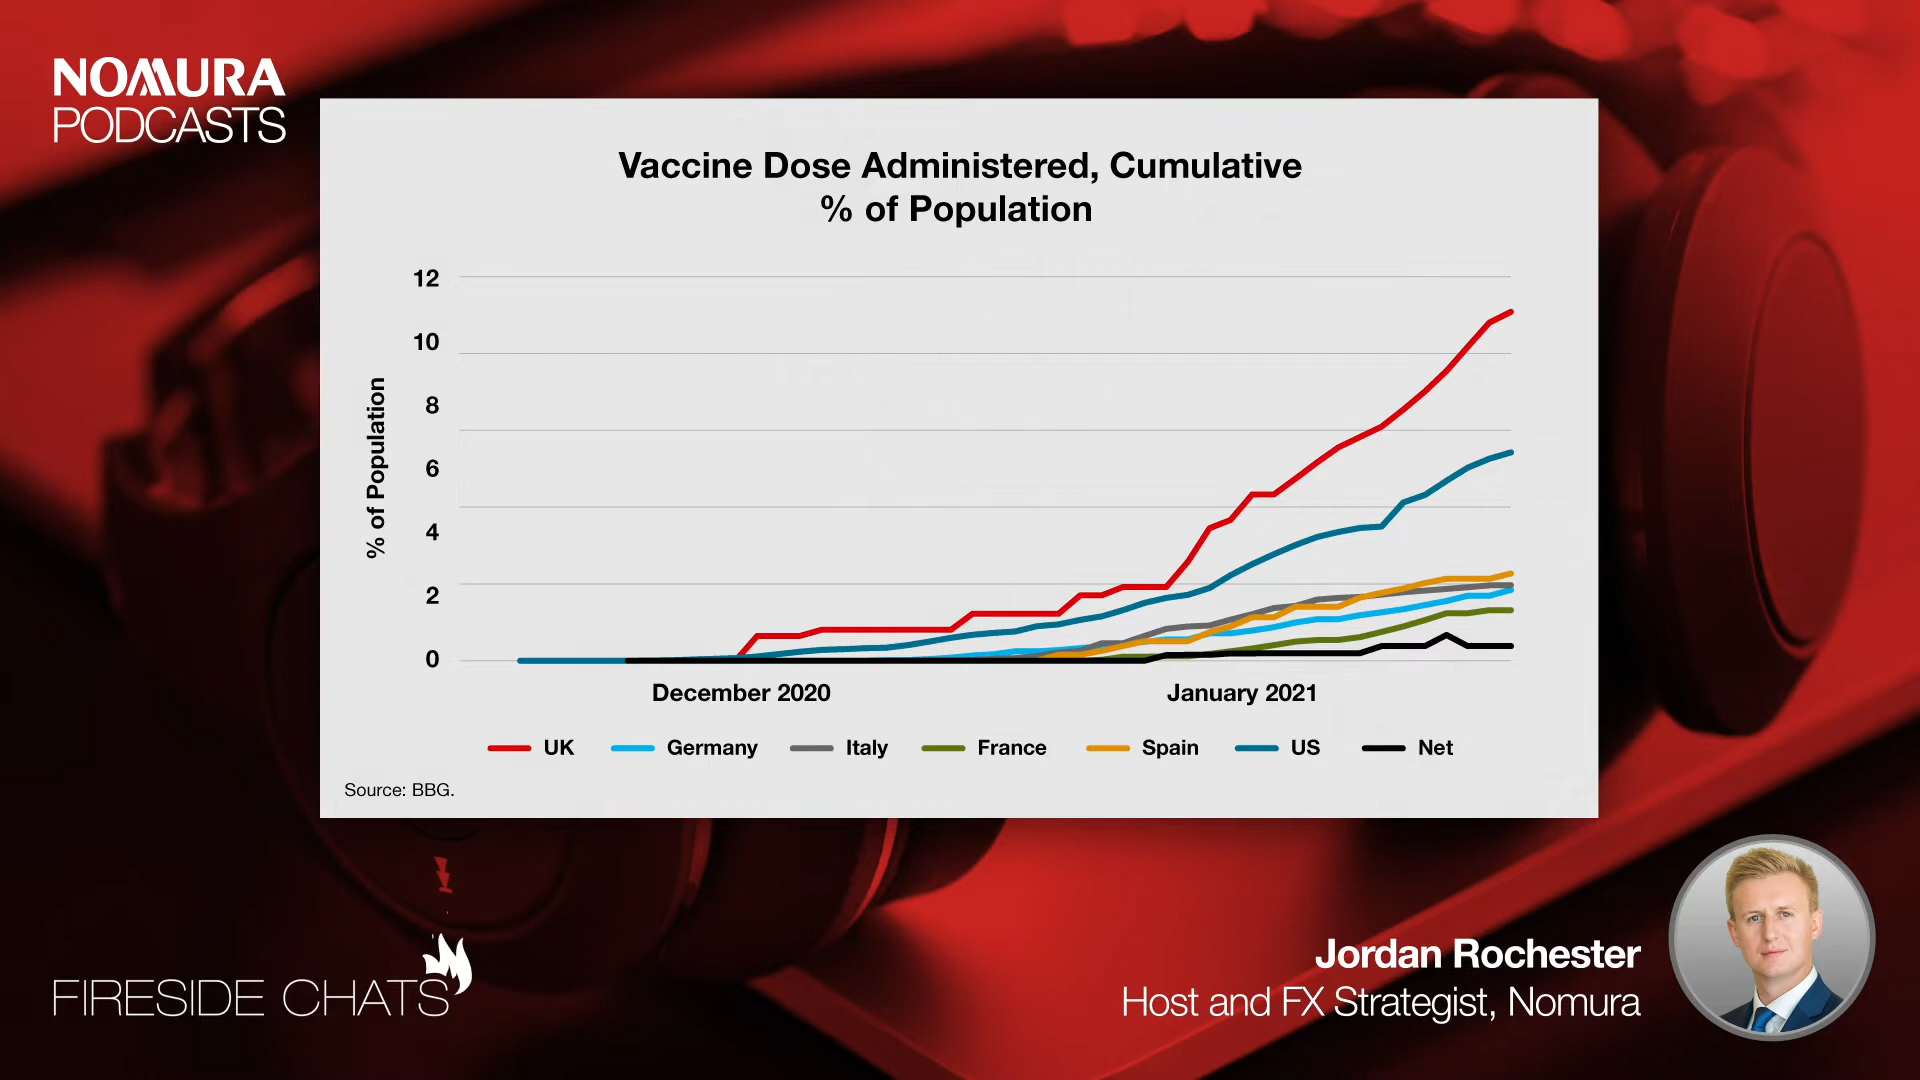 NOMURA
PODCASTS
Vaccine Dose Administered, Cumulative
% of Population
% of Population
12
10
8
6
4
2
0
December 2020
January 2021
UK
Germany
Italy
France
Spain
US
Net
Source: BBG.
FIRESIDE CHATS
Jordan Rochester
Host and FX Strategist, Nomura